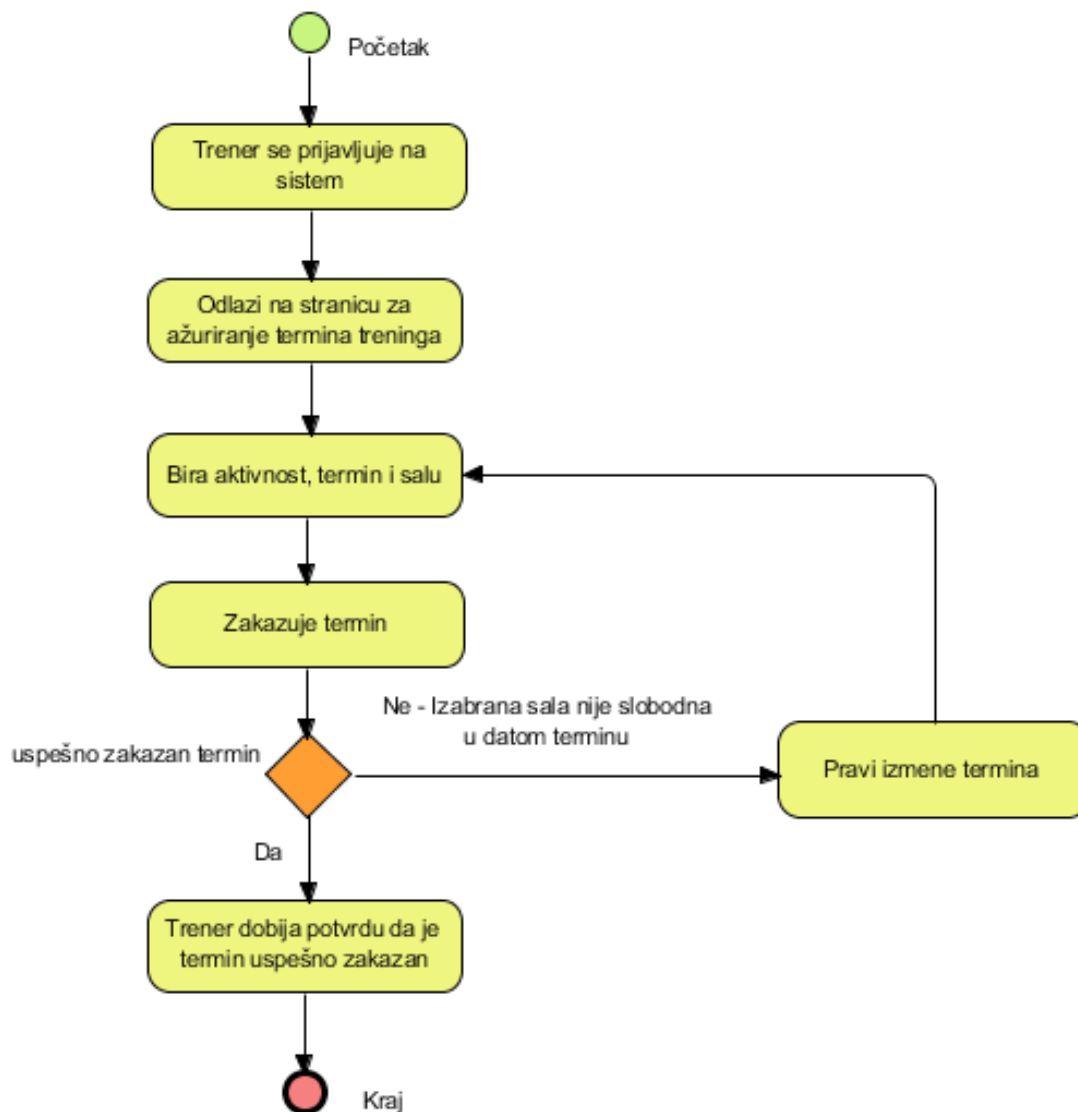 Početak
Trener se prijavljuje na
sistem
Odlazi na stranicu za
ažuriranje termina treninga
Bira aktivnost, termin i salu
Zakazuje termin
Ne - Izabrana sala nije slobodna
u datom terminu
uspešno zakazan termin
Pravi izmene termina
Da
Trener dobija potvrdu da je
termin uspešno zakazan
Kraj